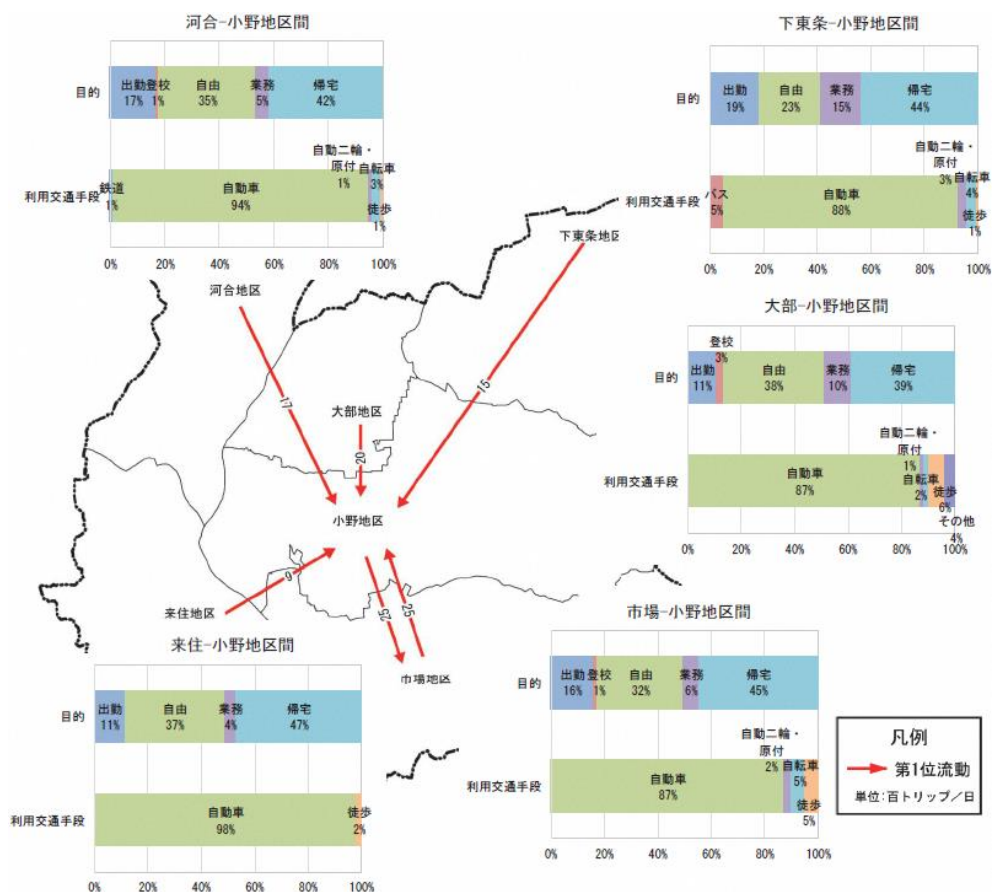 河合-小野地区間
目的
出勤 登校 自由 業務 帰宅
17% 1% 35% 5% 42%
利用交通手段
自動二輪・
原付
1%
鉄道
1%
自動車
94%
自転車
3%
徒歩
1%
0% 20% 40% 60% 80% 100%
下東条-小野地区間
目的
出勤 自由 業務 帰宅
19% 23% 15% 44%
利用交通手段
自動二輪・
原付
3%
バス
5%
自動車
88%
自転車
4%
徒歩
1%
0% 20% 40% 60% 80% 100%
大部-小野地区間
目的
登校
3%
出勤 自由 業務 帰宅
11% 38% 10% 39%
利用交通手段
自動二輪・
原付
1%
自動車
87%
自転車
2%
徒歩
6%
その他
4%
0% 20% 40% 60% 80% 100%
下東条地区
河合地区
17
15
大部地区
20
小野地区
9
来住地区
25
25
市場地区
来住-小野地区間
目的
出勤 自由 業務 帰宅
11% 37% 4% 47%
利用交通手段
自動車
98%
徒歩
2%
0% 20% 40% 60% 80% 100%
市場-小野地区間
目的
出勤 登校 自由 業務 帰宅
16% 1% 32% 6% 45%
利用交通手段
自動二輪・
原付
2%
自動車
87%
自転車
5%
徒歩
5%
0% 20% 40% 60% 80% 100%
凡例
第1位流動
単位:百トリップ/日